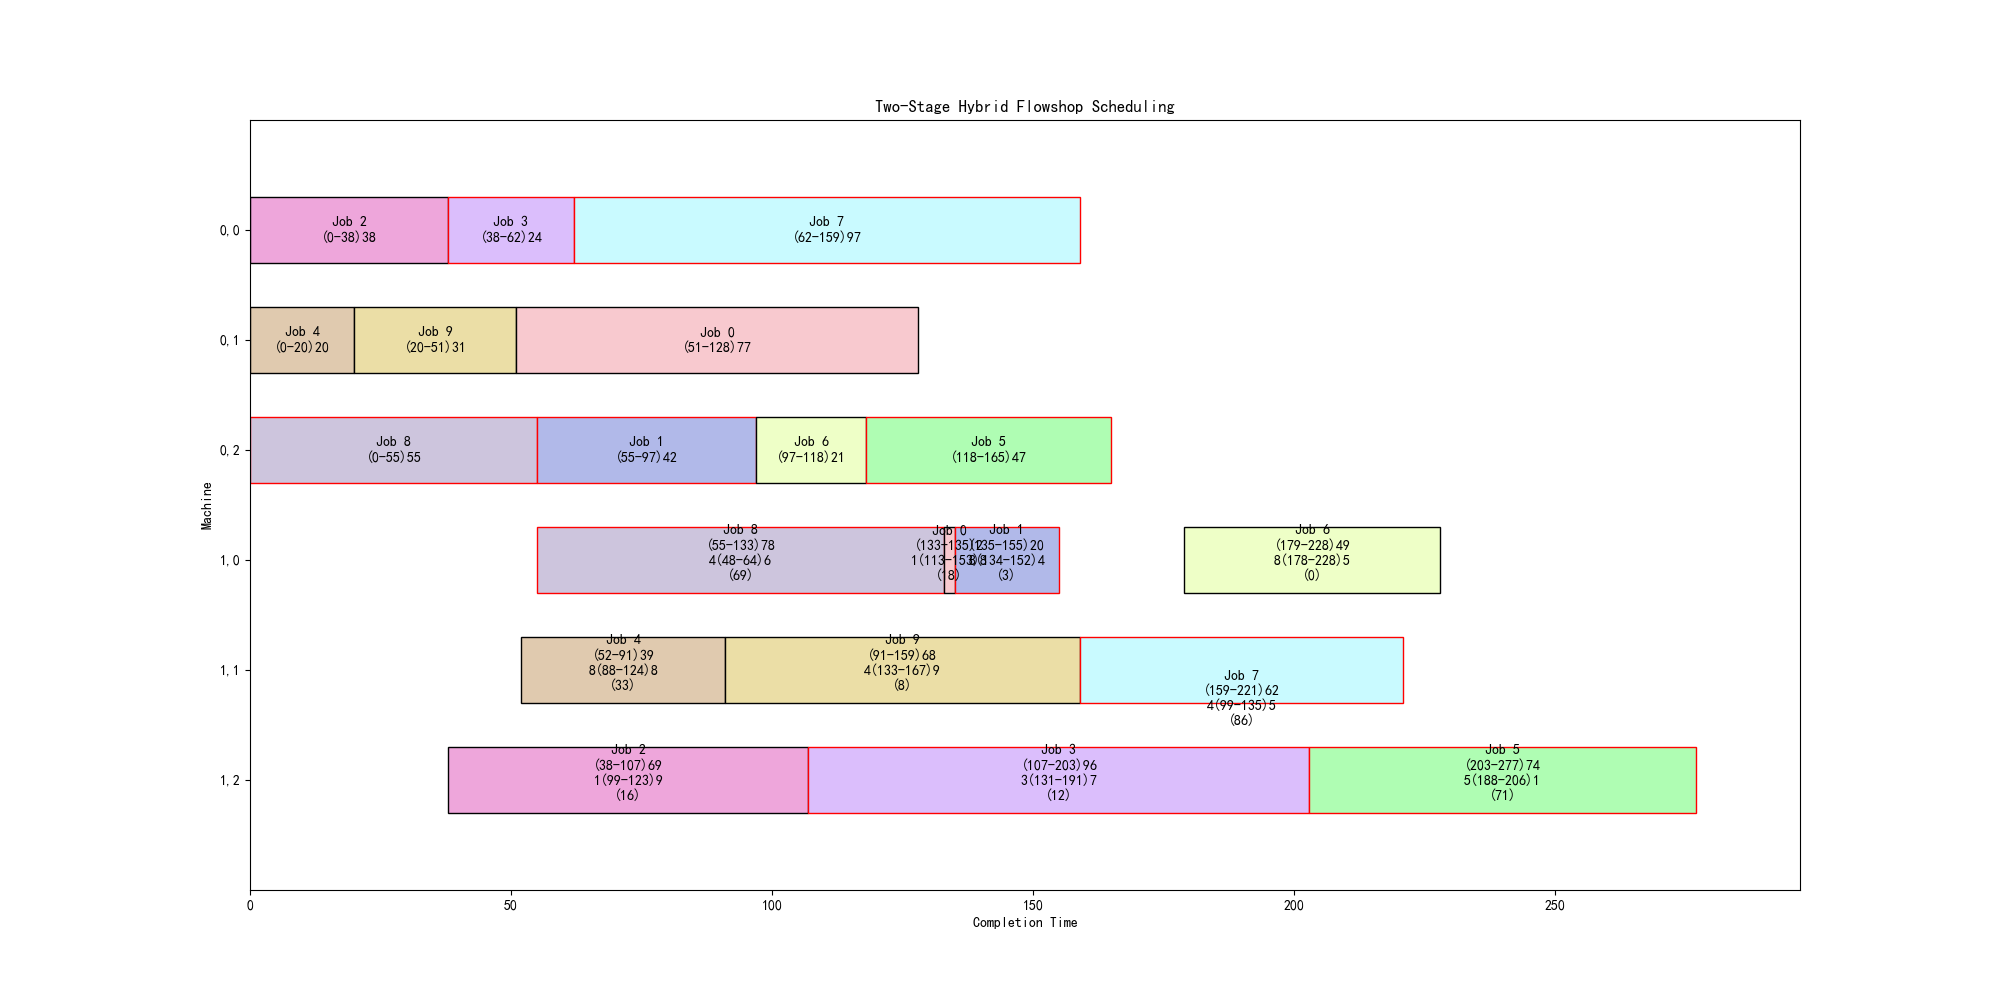 Two-Stage Hybrid Flowshop Scheduling
Machine
0,0
Job 2
(0-38)38
Job 3
(38-62)24
Job 7
(62-159)97
0,1
Job 4
(0-20)20
Job 9
(20-51)31
Job 0
(51-128)77
0,2
Job 8
(0-55)55
Job 1
(55-97)42
Job 6
(97-118)21
Job 5
(118-165)47
1,0
Job 8
(55-133)78
4(48-64)6
(69)
Job 0
(133-135)2
(18)
Job 1
(135-155)20
(3)
Job 6
(179-228)49
8(178-228)5
(0)
1,1
Job 4
(52-91)39
8(88-124)8
(33)
Job 9
(91-159)68
4(133-167)9
(8)
Job 7
(159-221)62
4(99-135)5
(86)
1,2
Job 2
(38-107)69
1(99-123)9
(16)
Job 3
(107-203)96
3(131-191)7
(12)
Job 5
(203-277)74
5(188-206)1
(71)
0
50
100
150
200
250
Completion Time